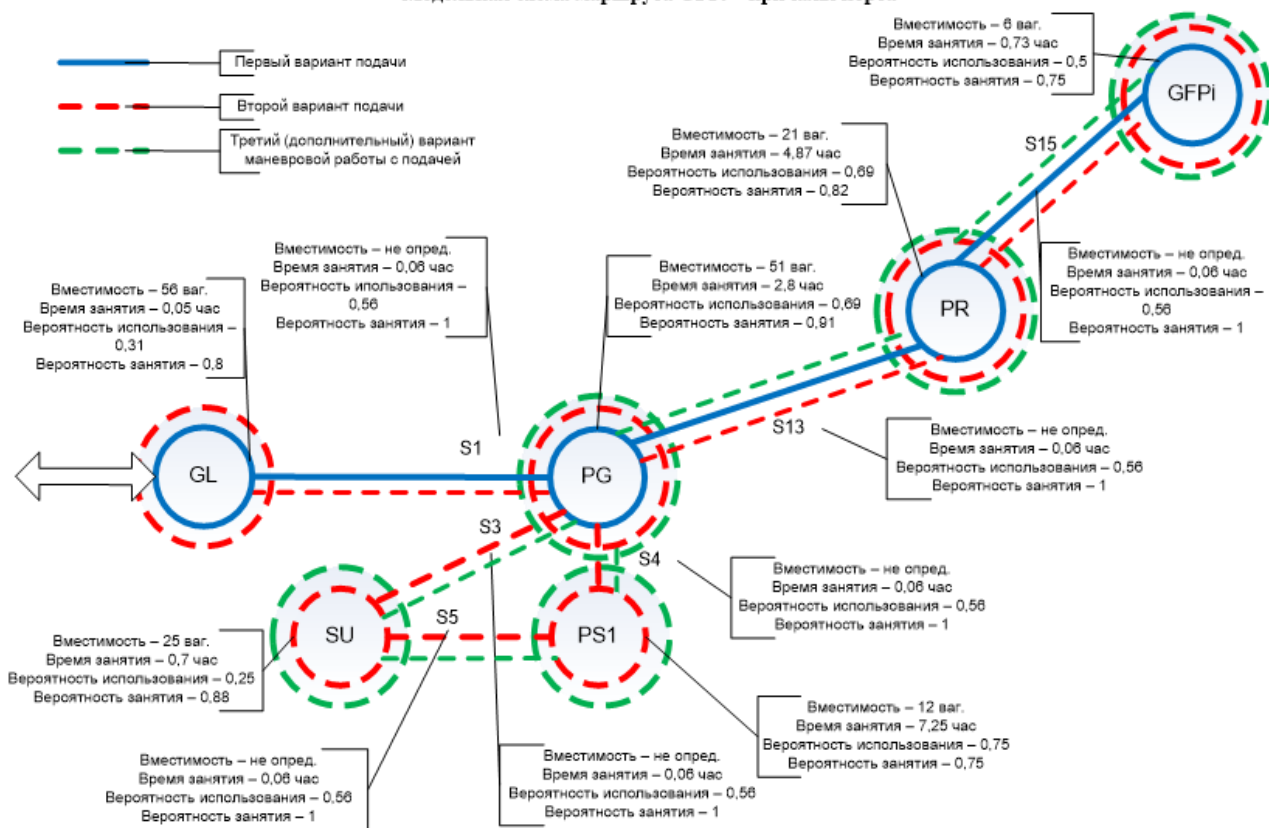 Первый вариант подачи
Второй вариант подачи
Третий (дополнительный) вариант
маневровой работы с подачей
Вместимость – 6 ваг.
Время занятия – 0,73 час
Вероятность использования – 0,5
Вероятность занятия – 0,75
GFPi
Вместимость – 21 ваг.
Время занятия – 4,87 час
Вероятность использования – 0,69
Вероятность занятия – 0,82
S15
Вместимость – не опред.
Время занятия – 0,06 час
Вероятность ипользования –
0,56
Вероятность занятия – 1
Вместимость – 51 ваг.
Время занятия – 2,8 час
Вероятность использования – 0,69
Вероятность занятия – 0,91
Вместимость – не опред.
Время занятия – 0,06 час
Вероятность использования –
0,56
Вероятность занятия – 1
Вместимость – 56 ваг.
Время занятия – 0,05 час
Вероятность использования –
0,31
Вероятность занятия – 0,8
PR
S13
S1
GL
PG
Вместимость – не опред.
Время занятия – 0,06 час
Вероятность использования – 0,56
Вероятность занятия – 1
S3
S4
Вместимость – не опред.
Время занятия – 0,06 час
Вероятность использования – 0,56
Вероятность занятия – 1
SU
S5
PS1
Вместимость – 25 ваг.
Время занятия – 0,7 час
Вероятность использования – 0,25
Вероятность занятия – 0,88
Вместимость – 12 ваг.
Время занятия – 7,25 час
Вероятность использования – 0,75
Вероятность занятия – 0,75
Вместимость – не опред.
Время занятия – 0,06 час
Вероятность использования – 0,56
Вероятность занятия – 1
Вместимость – не опред.
Время занятия – 0,06 час
Вероятность использования – 0,56
Вероятность занятия – 1